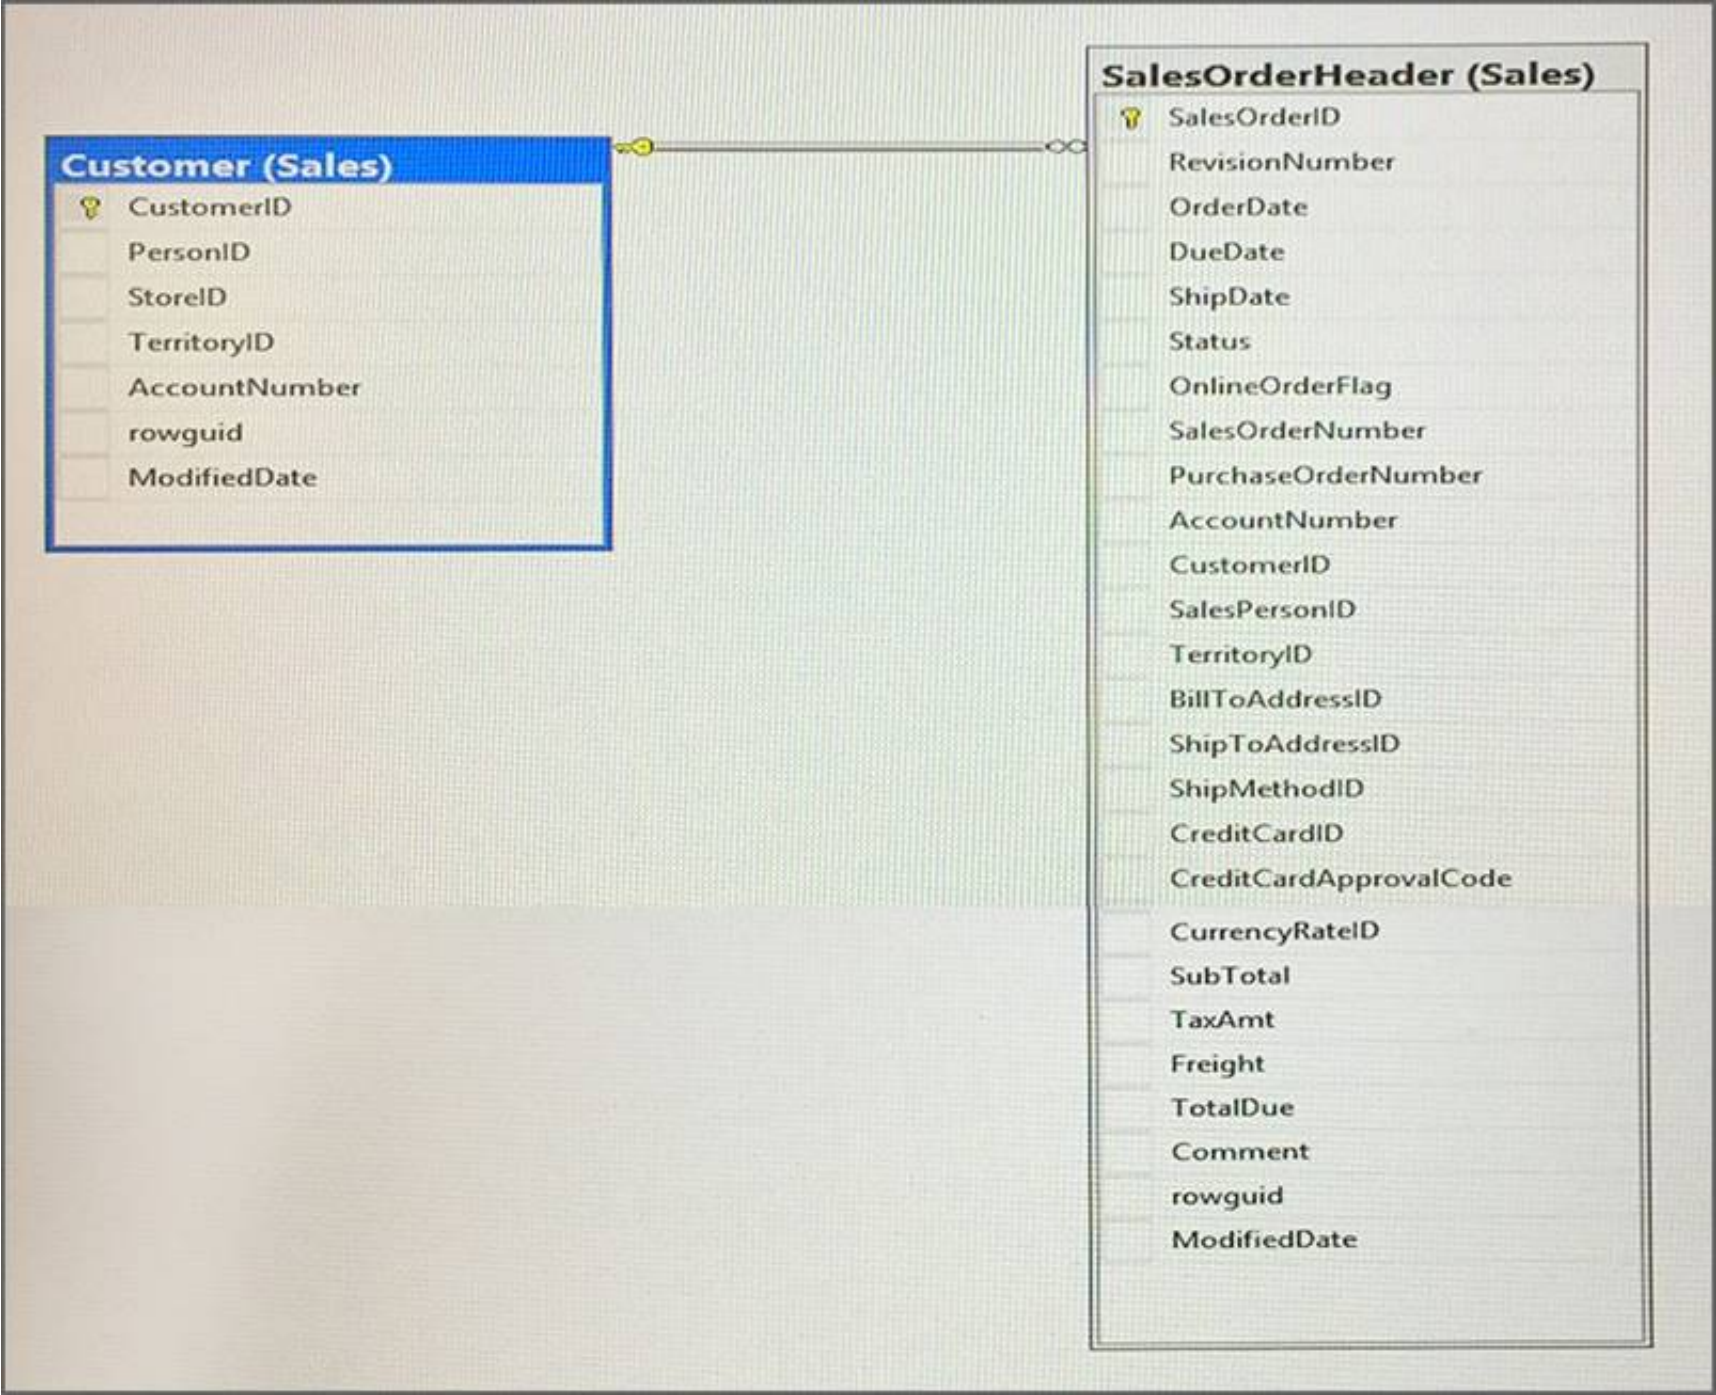 Customer (Sales)
CustomerID
PersonID
StoreID
TerritoryID
AccountNumber
rowguid
ModifiedDate
SalesOrderHeader (Sales)
SalesOrderID
RevisionNumber
OrderDate
DueDate
ShipDate
Status
OnlineOrderFlag
SalesOrderNumber
PurchaseOrderNumber
AccountNumber
CustomerID
SalesPersonID
TerritoryID
BillToAddressID
ShipToAddressID
ShipMethodID
CreditCardID
CreditCardApprovalCode
CurrencyRateID
SubTotal
TaxAmt
Freight
TotalDue
Comment
rowguid
ModifiedDate